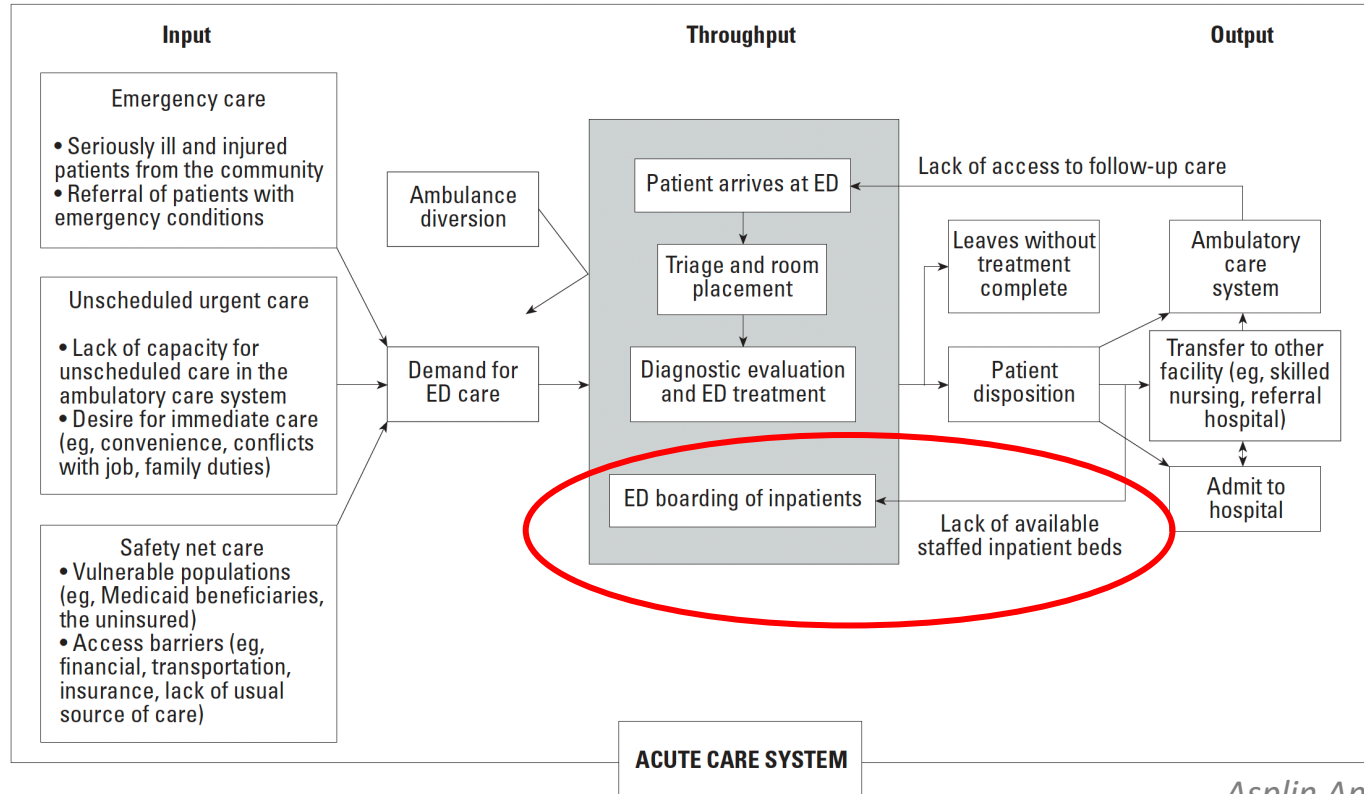 Input
Throughput
Output
Emergency care
• Seriously ill and injured
patients from the community
• Referral of patients with
emergency conditions
Unscheduled urgent care
• Lack of capacity for
unscheduled care in the
ambulatory care system
• Desire for immediate care
(eg, convenience, conflicts
with job, family duties)
Safety net care
• Vulnerable populations
(eg, Medicaid beneficiaries,
the uninsured)
• Access barriers (eg,
financial, transportation,
insurance, lack of usual
source of care)
Ambulance
diversion
Demand for
ED care
Patient arrives at ED
Triage and room
placement
Diagnostic evaluation
and ED treatment
ED boarding of inpatients
Lack of access to follow-up care
Leaves without
treatment
complete
Patient
disposition
Lack of available
staffed inpatient beds
Ambulatory
care
system
Transfer to other
facility (eg, skilled
nursing, referral
hospital)
Admit to
hospital
ACUTE CARE SYSTEM
Asplin An